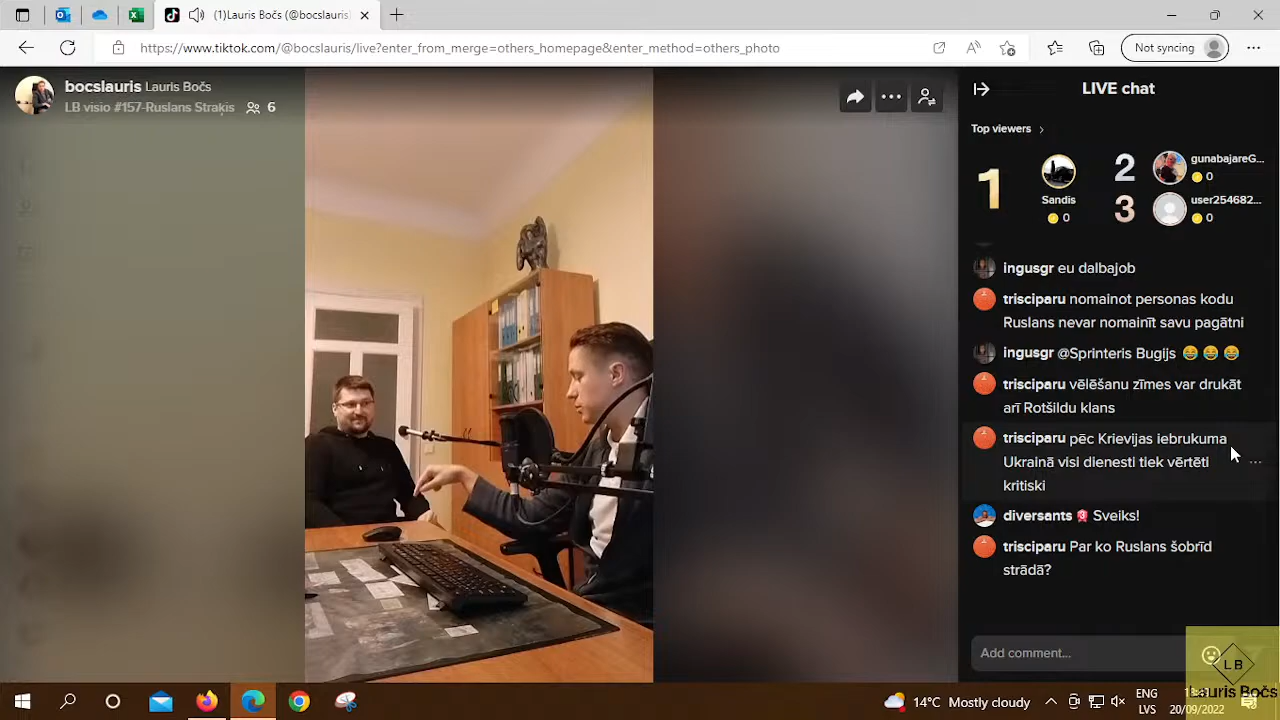 (1)Lauris Bočs (@bocslauris
https://www.tiktok.com/@bocslauris/live?enter_from_merge=others_homepage&enter_method=others_photo
Not syncing
bocslauris Lauris Bočs
LB visio #157-Ruslans Straķis 6
LIVE chat
Top viewers
1
Sandis
0
2
gunabajareG...
0
3
user254682...
0
ingusgr eu dalbajob
trisciparu nomainot personas kodu
Ruslans nevar nomainīt savu pagātni
ingusgr @Sprinteris Bugijs 😂😂😂
trisciparu vēlēšanu zīmes var drukāt
arī Rotšildu klans
trisciparu pēc Krievijas iebrukuma
Ukrainā visi dienesti tiek vērtēti
kritiski
diversants 3 Sveiks!
trisciparu Par ko Ruslans šobrīd
strādā?
Add comment...
LB
Lauris Bočs
14°C Mostly cloudy
ENG
LVS
20/09/2022